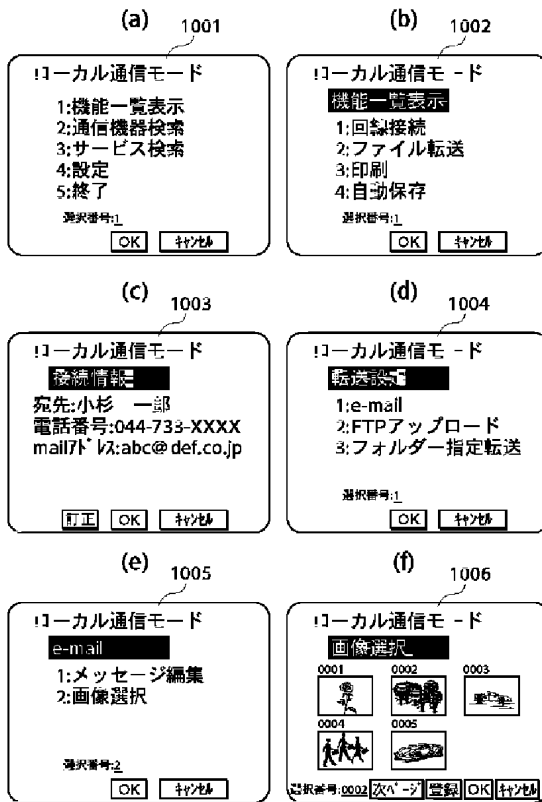 (a)
1001
ローカル通信モード
1:機能一覧表示
2:通信機器検索
3:サービス検索
4:設定
5:終了
選択番号:1
OK キャンセル
(b)
1002
ローカル通信モード
機能一覧表示
1:回線接続
2:ファイル転送
3:印刷
4:自動保存
選択番号:1
OK キャンセル
(c)
1003
ローカル通信モード
接続情報
宛先:小杉 一郎
電話番号:044-733-XXXX
mailアドレス:abc@def.co.jp
訂正 OK キャンセル
(d)
1004
ローカル通信モード
転送設定
1:e-mail
2:FTPアップロード
3:フォルダー指定転送
選択番号:1
OK キャンセル
(e)
1005
ローカル通信モード
e-mail
1:メッセージ編集
2:画像選択
選択番号:2
OK キャンセル
(f)
1006
ローカル通信モード
画像選択
0001 0002 0003
0004 0005
選択番号:0002 次ページ 登録 OK キャンセル